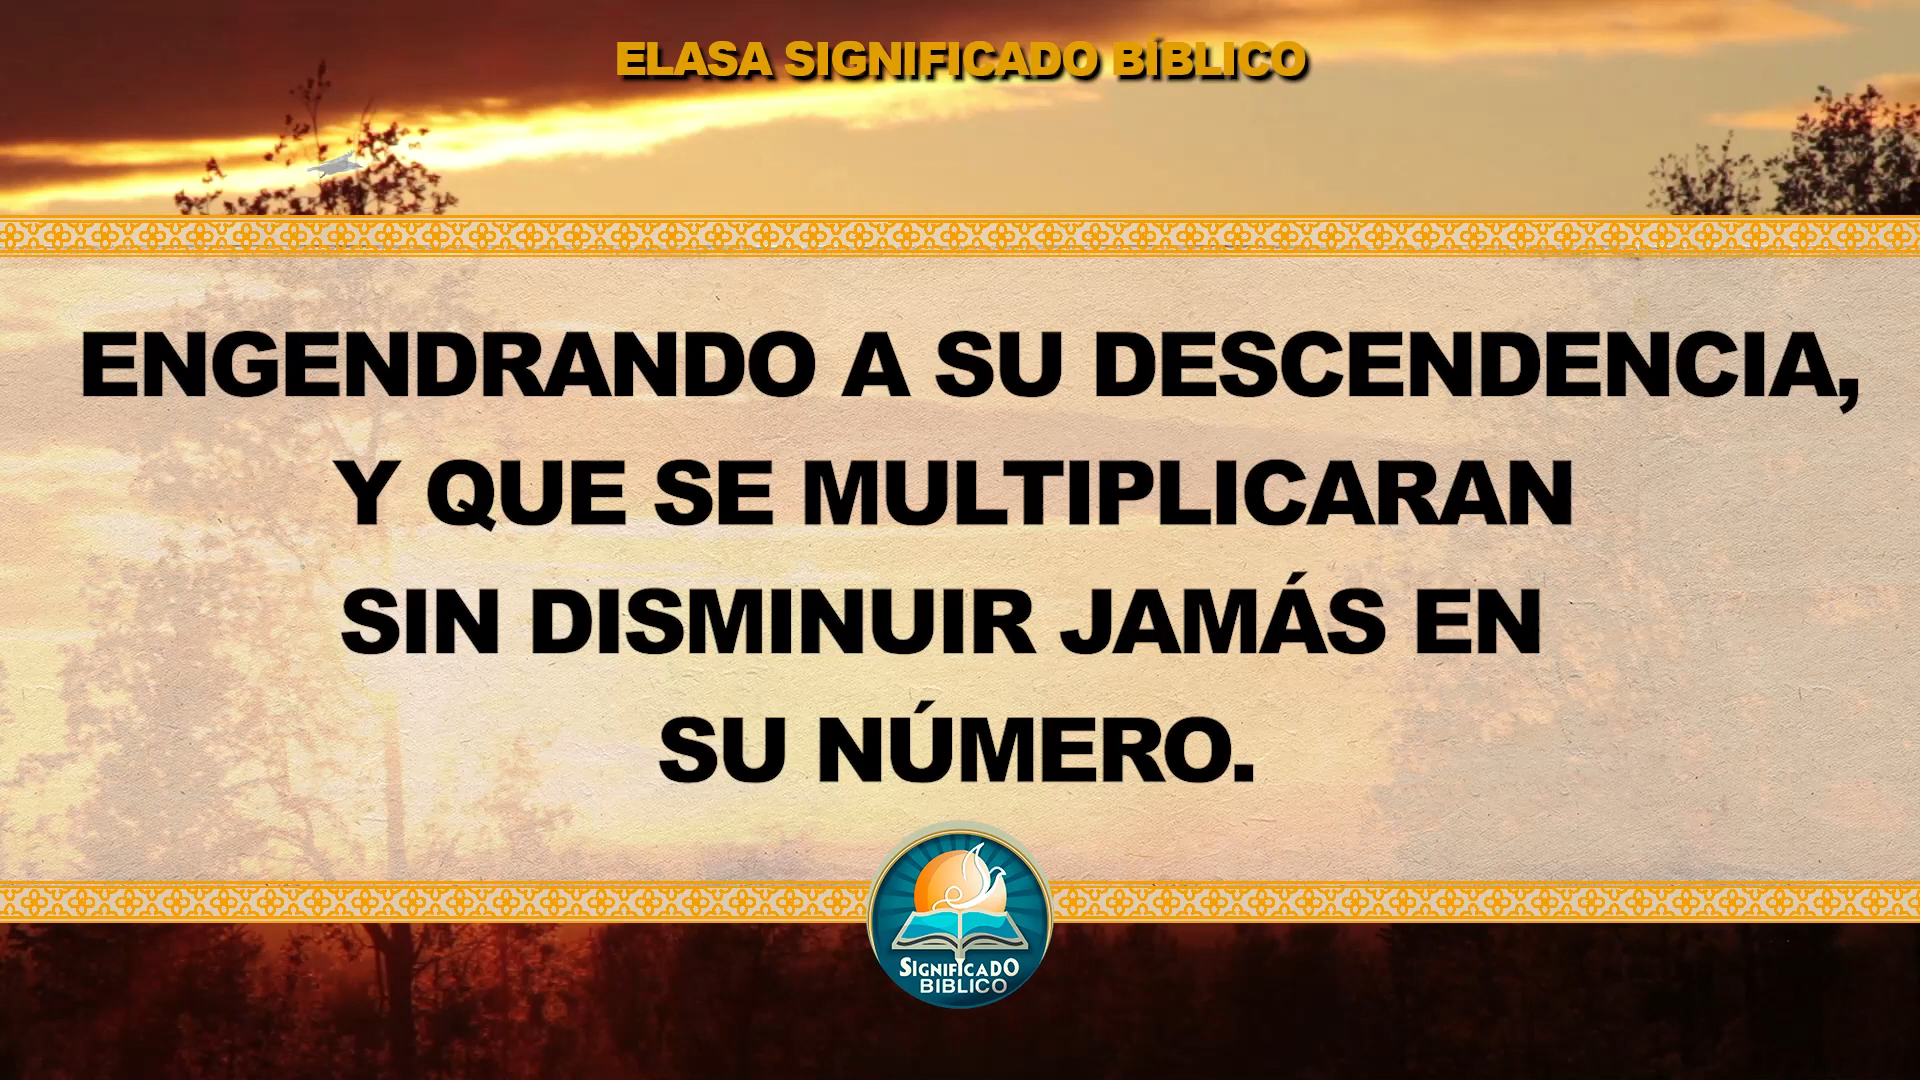 ELASA SIGNIFICADO BÍBLICO
ENGENDRANDO A SU DESCENDENCIA,
Y QUE SE MULTIPLICARAN
SIN DISMINUIR JAMÁS EN
SU NÚMERO.
SIGNIFICADO
BIBLICO